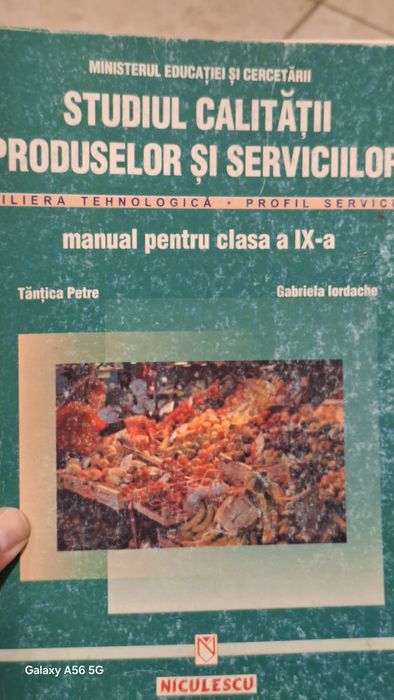 MINISTERUL EDUCAȚIEI ȘI CERCETĂRII
STUDIUL CALITĂȚII
PRODUSELOR ȘI SERVICIILOR
ILIERA TEHNOLOGICĂ • PROFIL SERVICI
manual pentru clasa a IX-a
Tănțica Petre
Gabriela Iordache
NICULESCU
Galaxy A56 5G